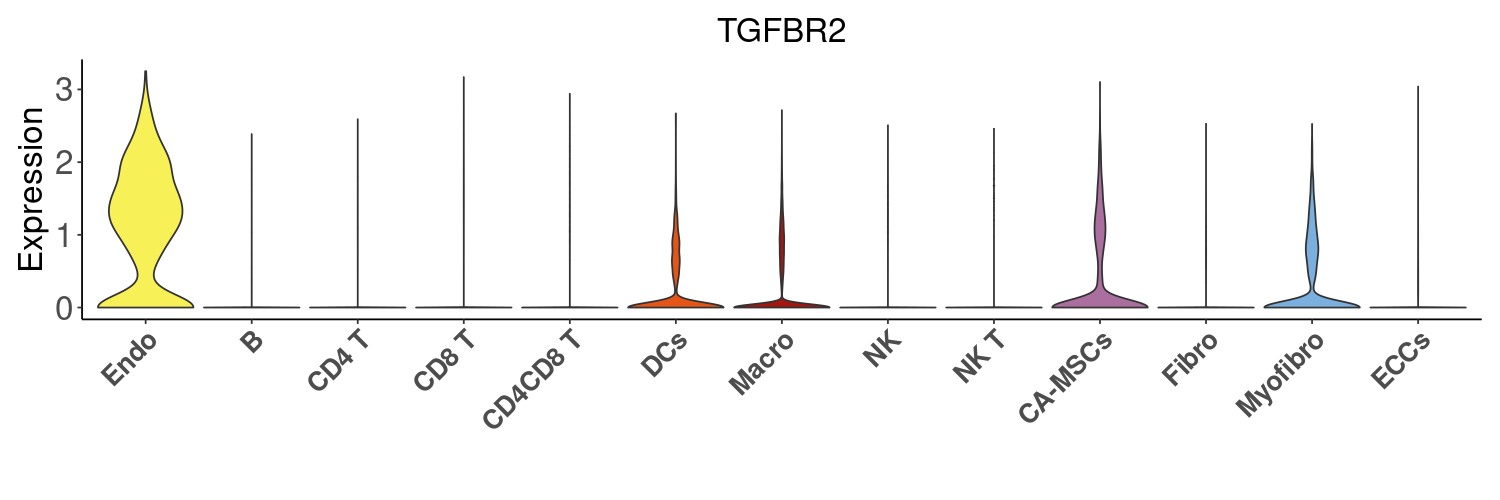 TGFBR2
Expression
3
2
1
0
Endo
B
CD4 T
CD8 T
CD4CD8 T
DCs
Macro
NK
NK T
CA-MSCs
Fibro
Myofibro
ECCs